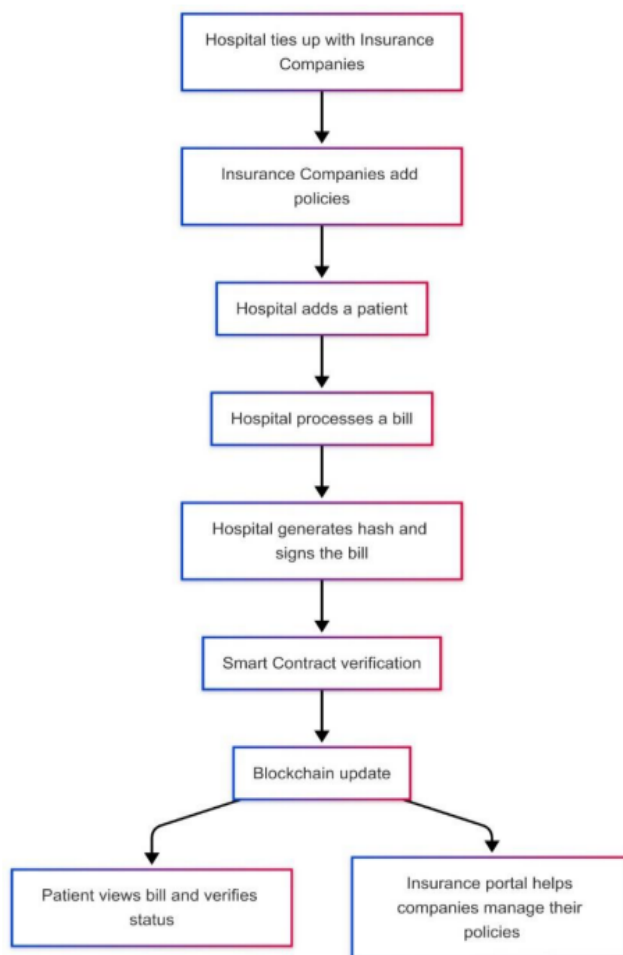 Hospital ties up with Insurance
Companies
Insurance Companies add
policies
Hospital adds a patient
Hospital processes a bill
Hospital generates hash and
signs the bill
Smart Contract verification
Blockchain update
Patient views bill and verifies
status
Insurance portal helps
companies manage their
policies